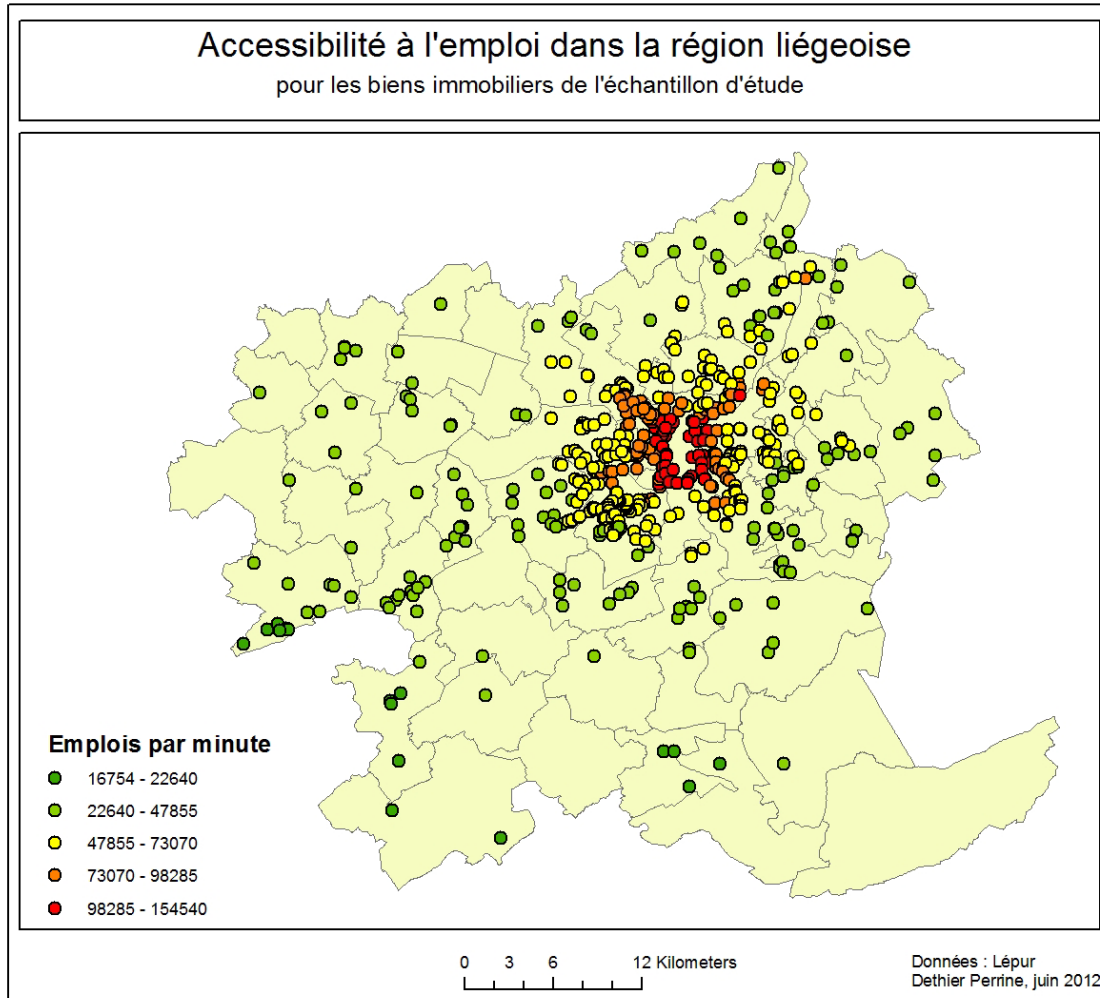 Accessibilité à l'emploi dans la région liégeoise
pour les biens immobiliers de l'échantillon d'étude
Emplois par minute
16754 - 22640
22640 - 47855
47855 - 73070
73070 - 98285
98285 - 154540
0 3 6 12 Kilometers
Données : Lépur
Dethier Perrine, juin 2012